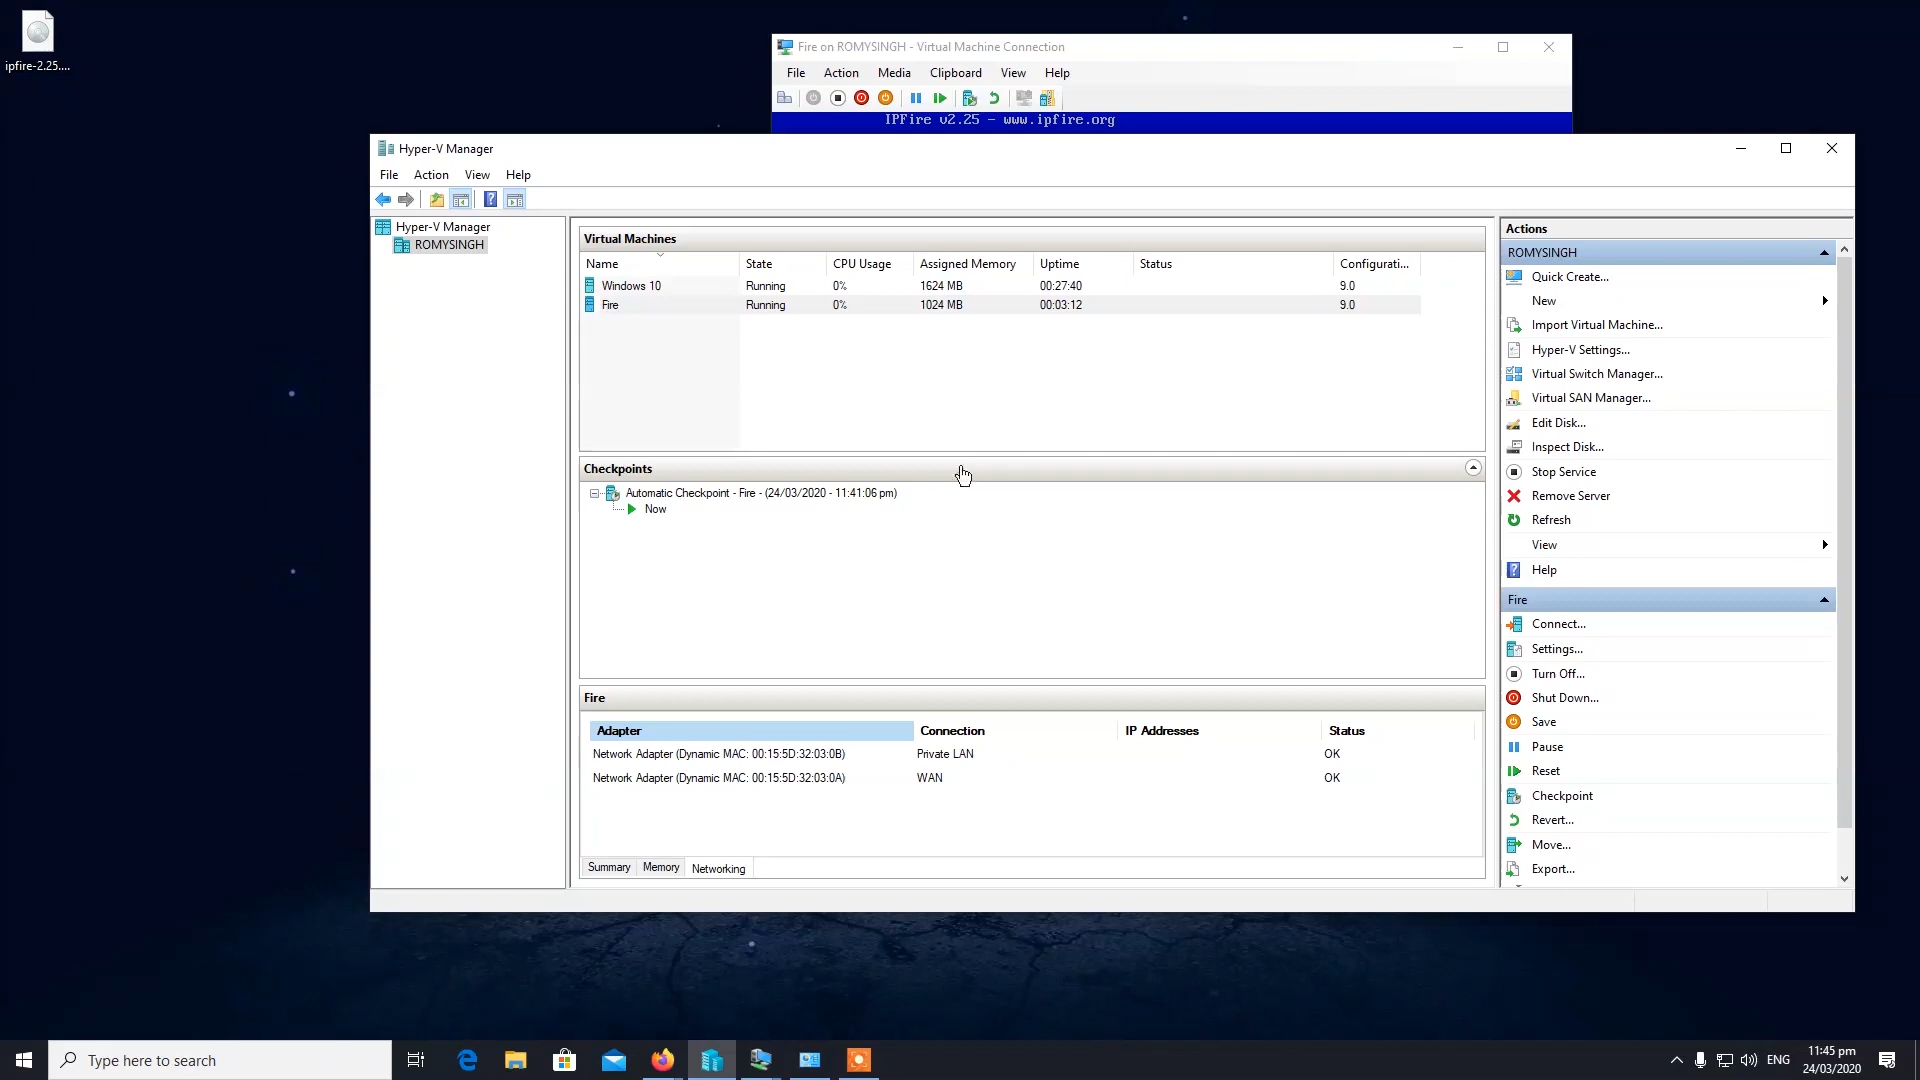 ipfire-2.25....
Fire on ROMYSINGH - Virtual Machine Connection
File Action Media Clipboard View Help
IPFire v2.25 - www.ipfire.org
Hyper-V Manager
File Action View Help
Hyper-V Manager
ROMYSINGH
Virtual Machines
Name State CPU Usage Assigned Memory Uptime Status Configurati...
Windows 10 Running 0% 1624 MB 00:27:40 9.0
Fire Running 0% 1024 MB 00:03:12 9.0
Checkpoints
Automatic Checkpoint - Fire - (24/03/2020 - 11:41:06 pm)
Now
Fire
Adapter Connection IP Addresses Status
Network Adapter (Dynamic MAC: 00:15:5D:32:03:0B) Private LAN OK
Network Adapter (Dynamic MAC: 00:15:5D:32:03:0A) WAN OK
Summary Memory Networking
Actions
ROMYSINGH
Quick Create...
New
Import Virtual Machine...
Hyper-V Settings...
Virtual Switch Manager...
Virtual SAN Manager...
Edit Disk...
Inspect Disk...
Stop Service
Remove Server
Refresh
View
Help
Fire
Connect...
Settings...
Turn Off...
Shut Down...
Save
Pause
Reset
Checkpoint
Revert...
Move...
Export...
Type here to search
ENG
11:45 pm
24/03/2020